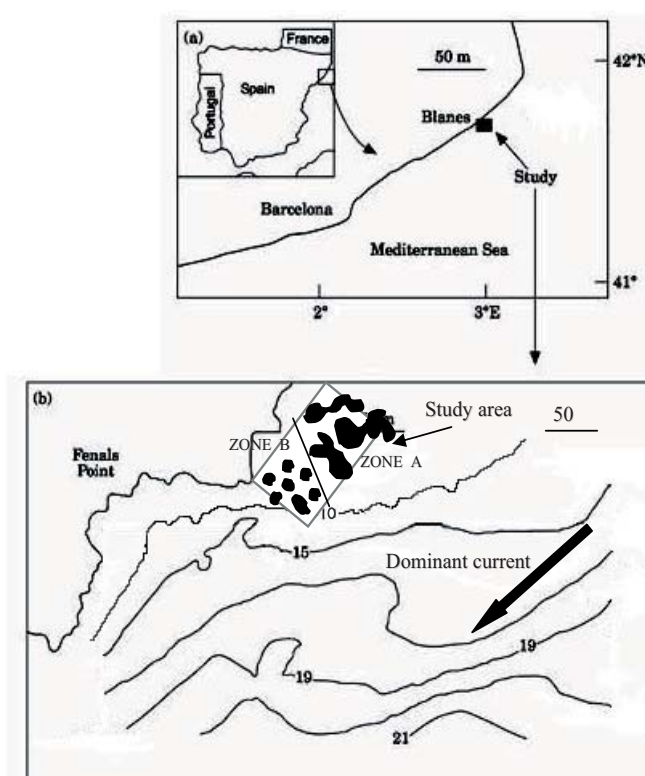 (a)
France
Spain
Portugal
50 m
42°N
Blanes
Study
Barcelona
Mediterranean Sea
41°
2°
3°E
(b)
Study area
50
ZONE B
ZONE A
Fenals
Point
10
15
Dominant current
19
19
21